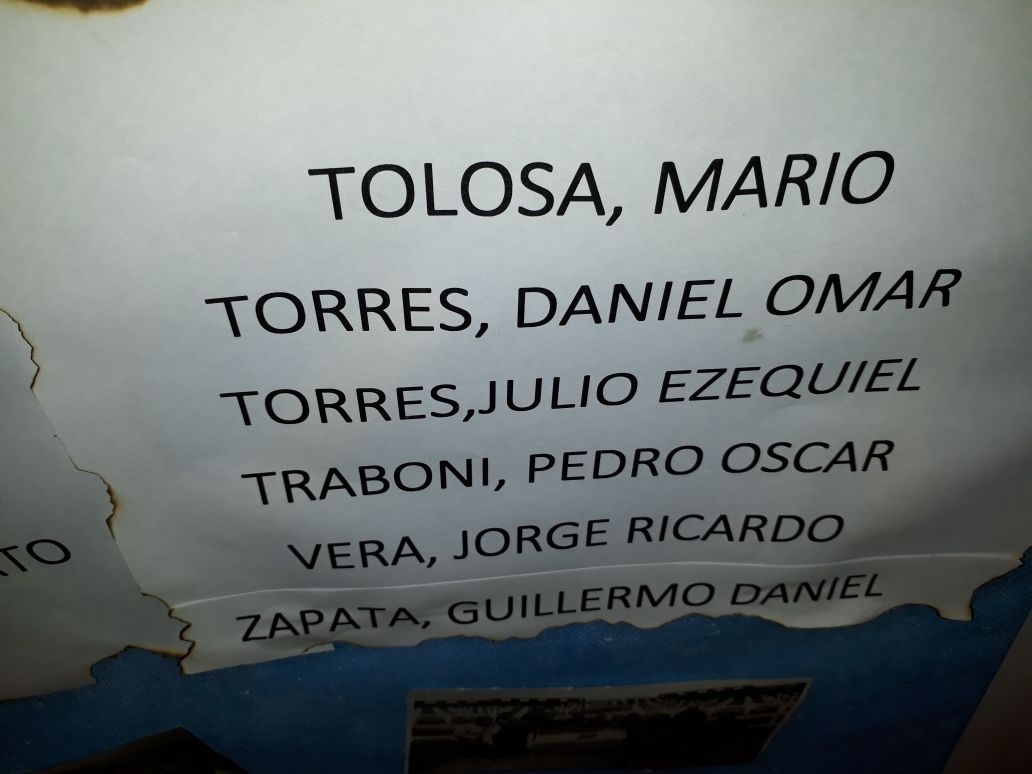 TOLOSA, MARIO
TORRES, DANIEL OMAR
TORRES,JULIO EZEQUIEL
TRABONI, PEDRO OSCAR
VERA, JORGE RICARDO
ZAPATA, GUILLERMO DANIEL